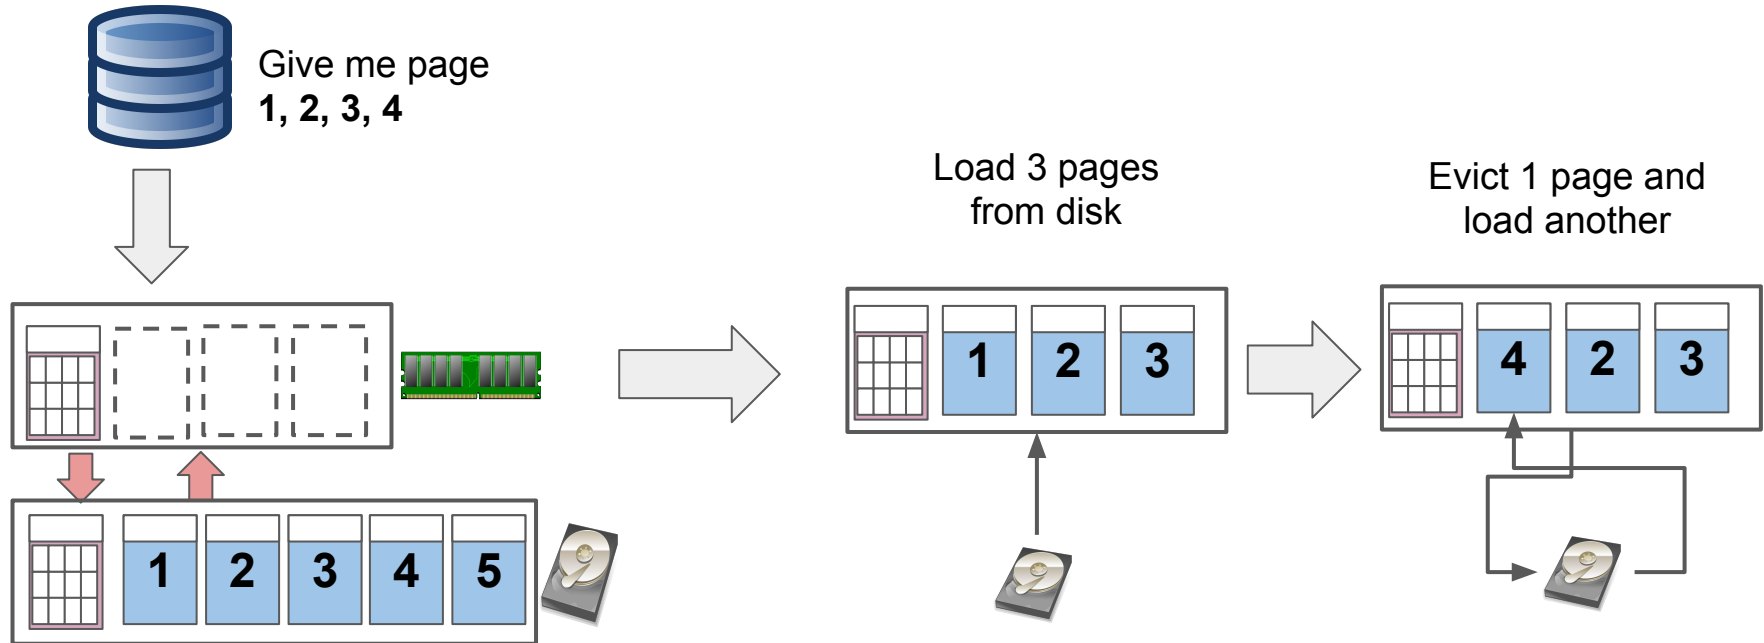 Give me page
1, 2, 3, 4
1 2 3 4 5
Load 3 pages
from disk
1 2 3
Evict 1 page and
load another
4 2 3